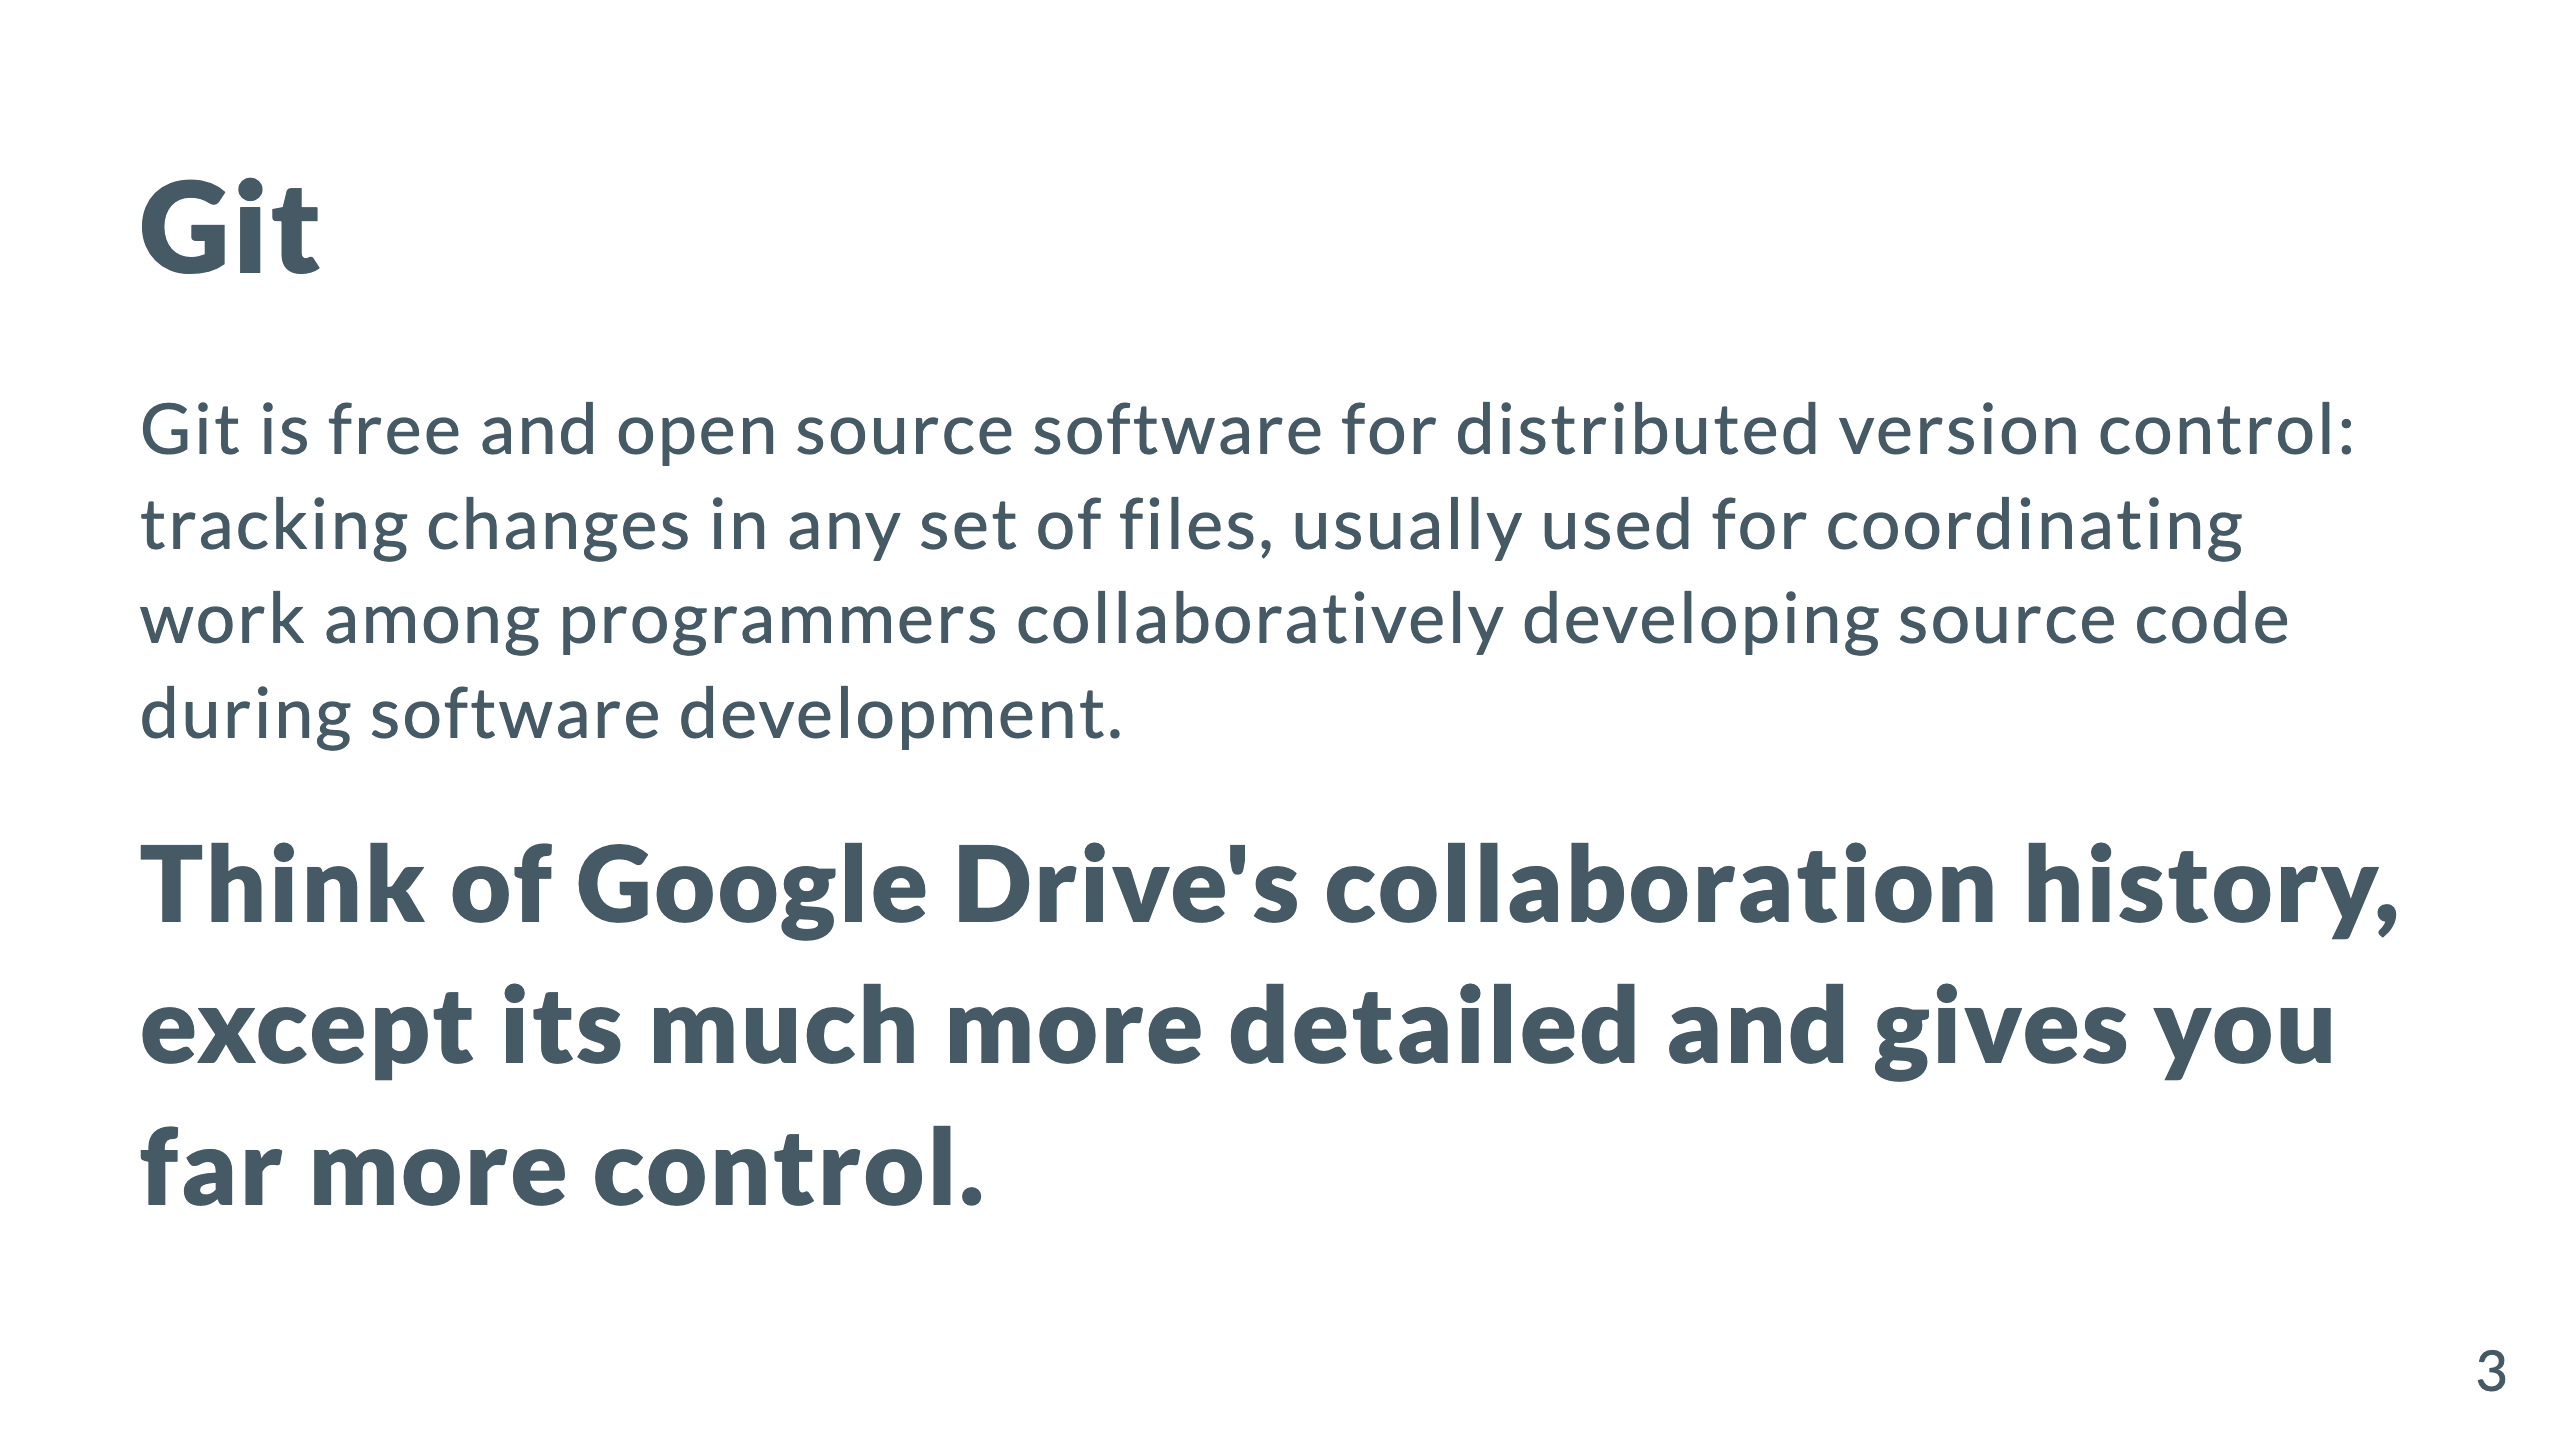 Git
Git is free and open source software for distributed version control:
tracking changes in any set of files, usually used for coordinating
work among programmers collaboratively developing source code
during software development.
Think of Google Drive's collaboration history,
except its much more detailed and gives you
far more control.
3